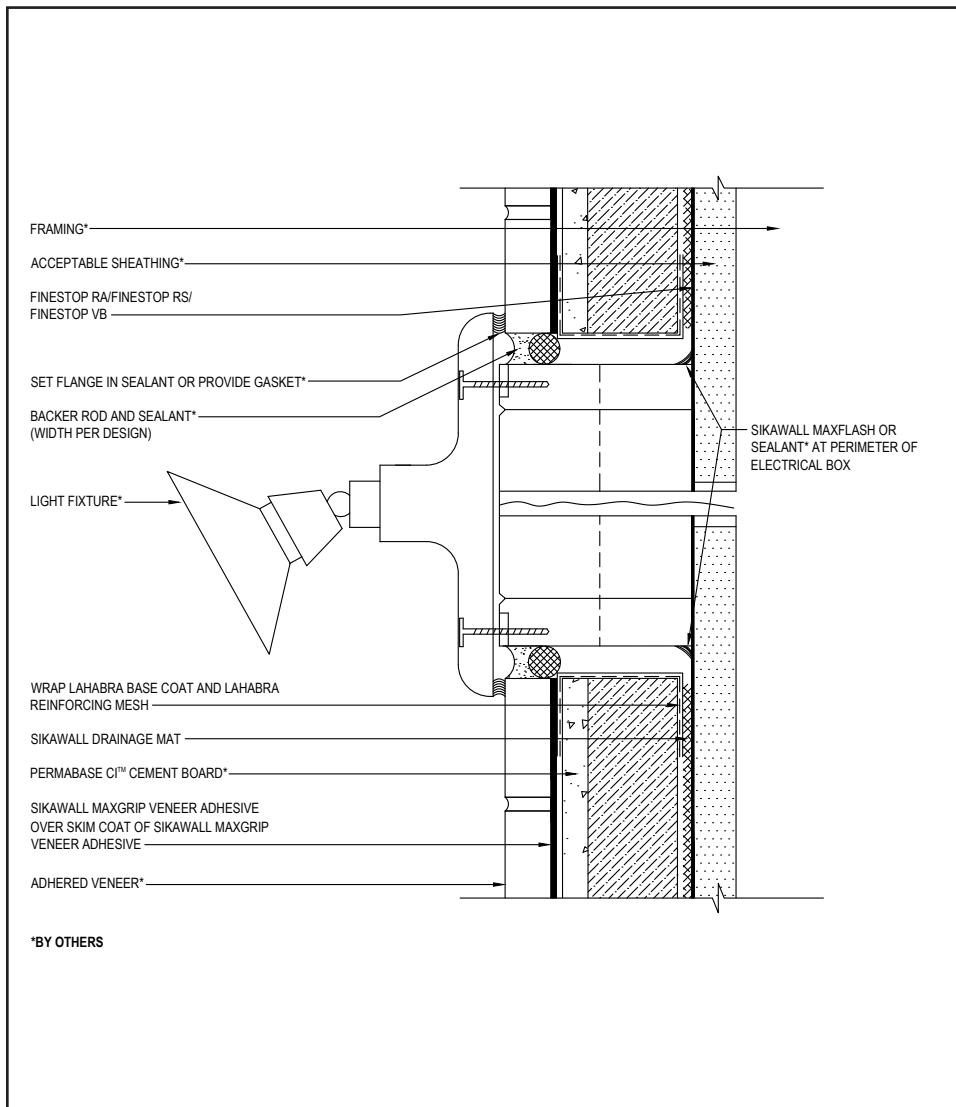 FRAMING*
ACCEPTABLE SHEATHING*
FINESTOP RA/FINESTOP RS/
FINESTOP VB
SET FLANGE IN SEALANT OR PROVIDE GASKET*
BACKER ROD AND SEALANT*
(WIDTH PER DESIGN)
SIKAWALL MAXFLASH OR
SEALANT* AT PERIMETER OF
ELECTRICAL BOX
LIGHT FIXTURE*
WRAP LAHABRA BASE COAT AND LAHABRA
REINFORCING MESH
SIKAWALL DRAINAGE MAT
PERMABASE CI™ CEMENT BOARD*
SIKAWALL MAXGRIP VENEER ADHESIVE
OVER SKIM COAT OF SIKAWALL MAXGRIP
VENEER ADHESIVE
ADHERED VENEER*
*BY OTHERS